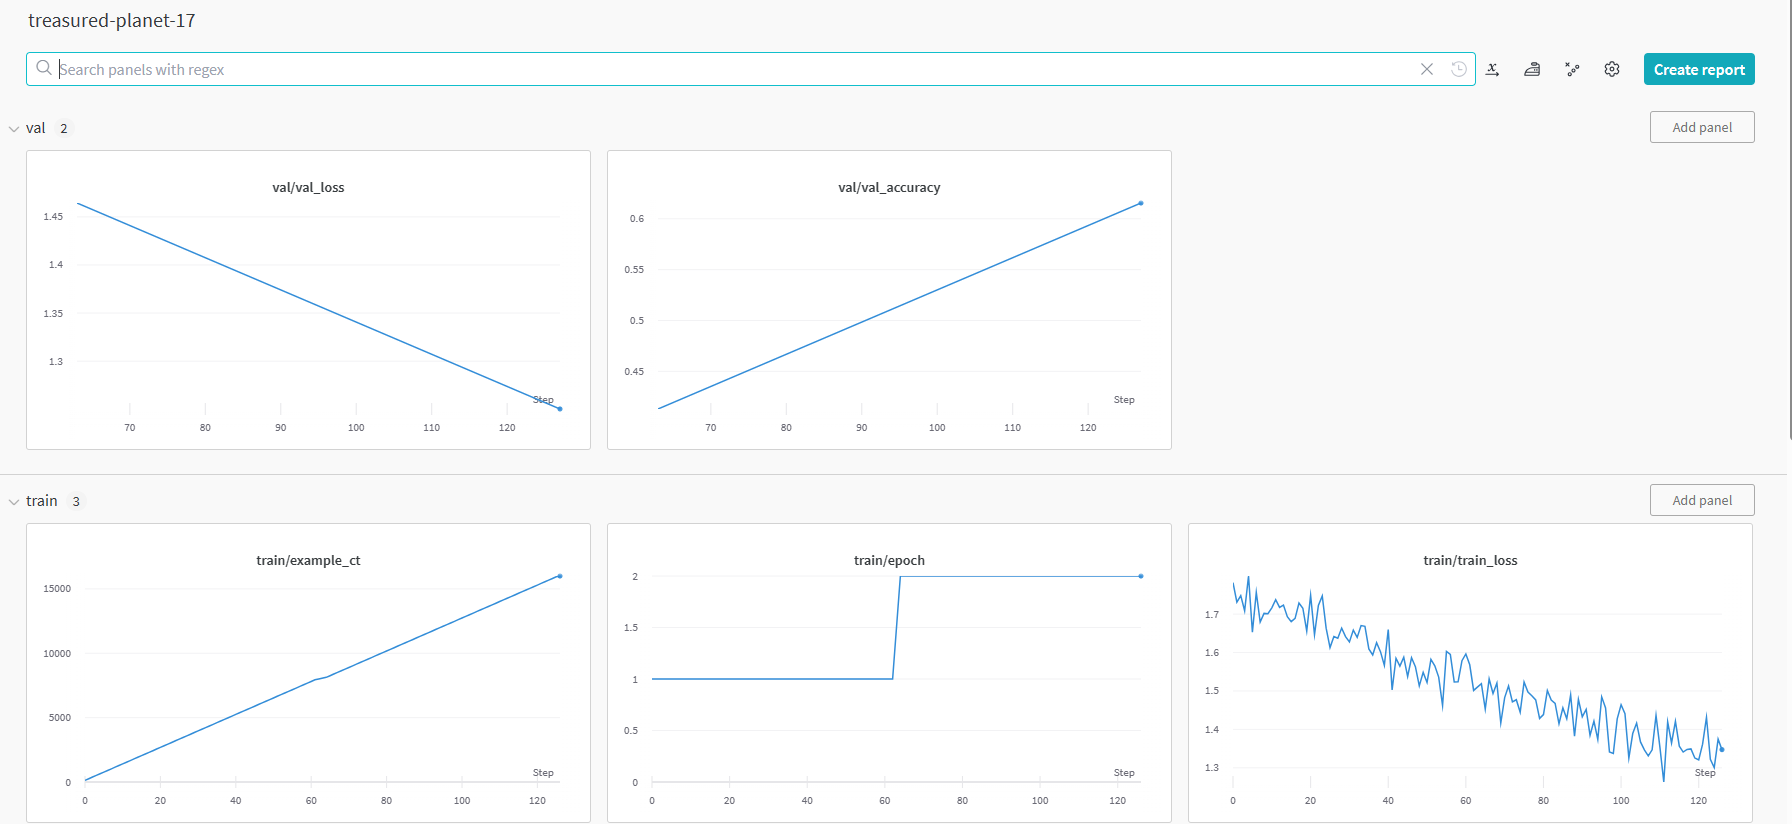 treasured-planet-17
Search panels with regex
Create report
val 2
Add panel
val/val_loss
1.45
1.4
1.35
1.3
Step
70 80 90 100 110 120
val/val_accuracy
0.6
0.55
0.5
0.45
Step
70 80 90 100 110 120
train 3
Add panel
train/example_ct
15000
10000
5000
0
Step
0 20 40 60 80 100 120
train/epoch
2
1.5
1
0.5
0
Step
0 20 40 60 80 100 120
train/train_loss
1.7
1.6
1.5
1.4
1.3
Step
0 20 40 60 80 100 120